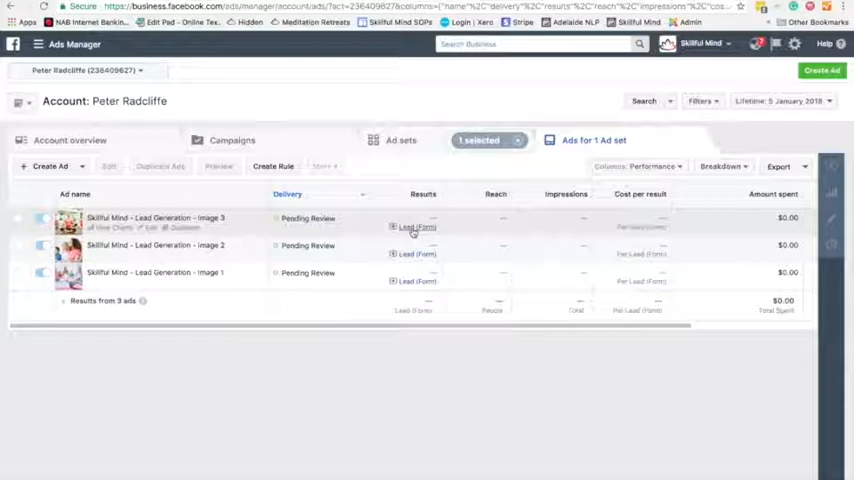 Secure https://business.facebook.com/ads/manager/account/ads/?act=236409627&columns=["name"%2C"delivery"%2C"results"%2C"reach"%2C"impressions"%2C"cos...
Apps NAB Internet Bankin... Edit Pad - Online Tex... Hidden Meditation Retreats Skillful Mind SOPs Login | Xero Stripe Adelaide NLP Skillful Mind Admin Other Bookmarks
Ads Manager Search Business Skillful Mind 7 Help
Peter Radcliffe (236409627) Create Ad
Account: Peter Radcliffe Search Filters Lifetime: 5 January 2018
Account overview Campaigns Ad sets 1 selected Ads for 1 Ad set
+ Create Ad Edit Duplicate Ads Preview Create Rule Columns: Performance Breakdown Export
Ad name Delivery Results Reach Impressions Cost per result Amount spent
Skillful Mind - Lead Generation - Image 3 Pending Review — — — — $0.00
View Charts Edit Duplicate Lead (Form) Per Lead (Form)
Skillful Mind - Lead Generation - Image 2 Pending Review — — — — $0.00
Lead (Form) Per Lead (Form)
Skillful Mind - Lead Generation - Image 1 Pending Review — — — — $0.00
Lead (Form) Per Lead (Form)
Results from 3 ads — — — — $0.00
Lead (Form) People Total Per Lead (Form) Total Spent